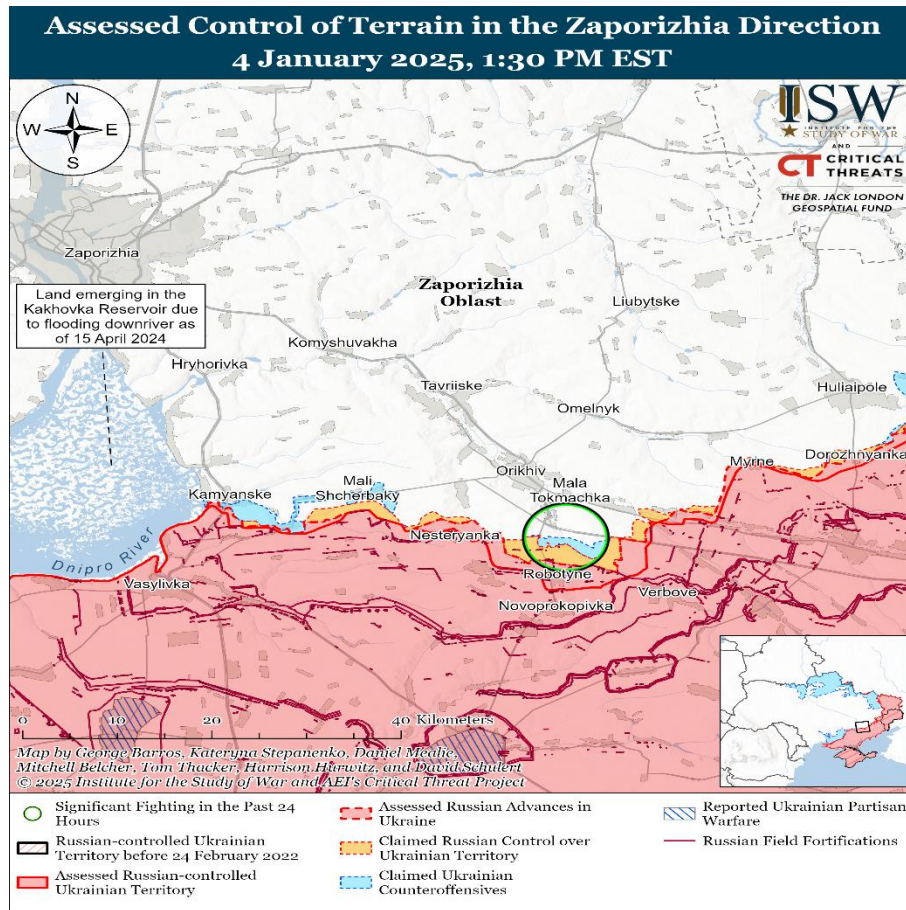 Assessed Control of Terrain in the Zaporizhia Direction
4 January 2025, 1:30 PM EST
N
W E
S
ISW
INSTITUTE FOR THE
STUDY OF WAR
AND
CT CRITICAL
THREATS
THE DR. JACK LONDON
GEOSPATIAL FUND
Zaporizhia
Land emerging in the
Kakhovka Reservoir due
to flooding downriver as
of 15 April 2024
Zaporizhia
Oblast
Liubytske
Komyshuvakha
Hryhorivka
Tavriiske
Huliaipole
Omelnyk
Orikhiv
Myrne
Dorozhnyanka
Mali
Shcherbaky
Mala
Tokmachka
Kamyanske
Nesteryanka
Dnipro River
Robotyne
Vasylivka
Verbove
Novoprokopivka
0 10 20 40 Kilometers
Map by George Barros, Kateryna Stepanenko, Daniel Mealie,
Mitchell Belcher, Tom Thacker, Harrison Hurwitz, and David Schulert
© 2025 Institute for the Study of War and AEI's Critical Threat Project
Significant Fighting in the Past 24
Hours
Russian-controlled Ukrainian
Territory before 24 February 2022
Assessed Russian-controlled
Ukrainian Territory
Assessed Russian Advances in
Ukraine
Claimed Russian Control over
Ukrainian Territory
Claimed Ukrainian
Counteroffensives
Reported Ukrainian Partisan
Warfare
Russian Field Fortifications